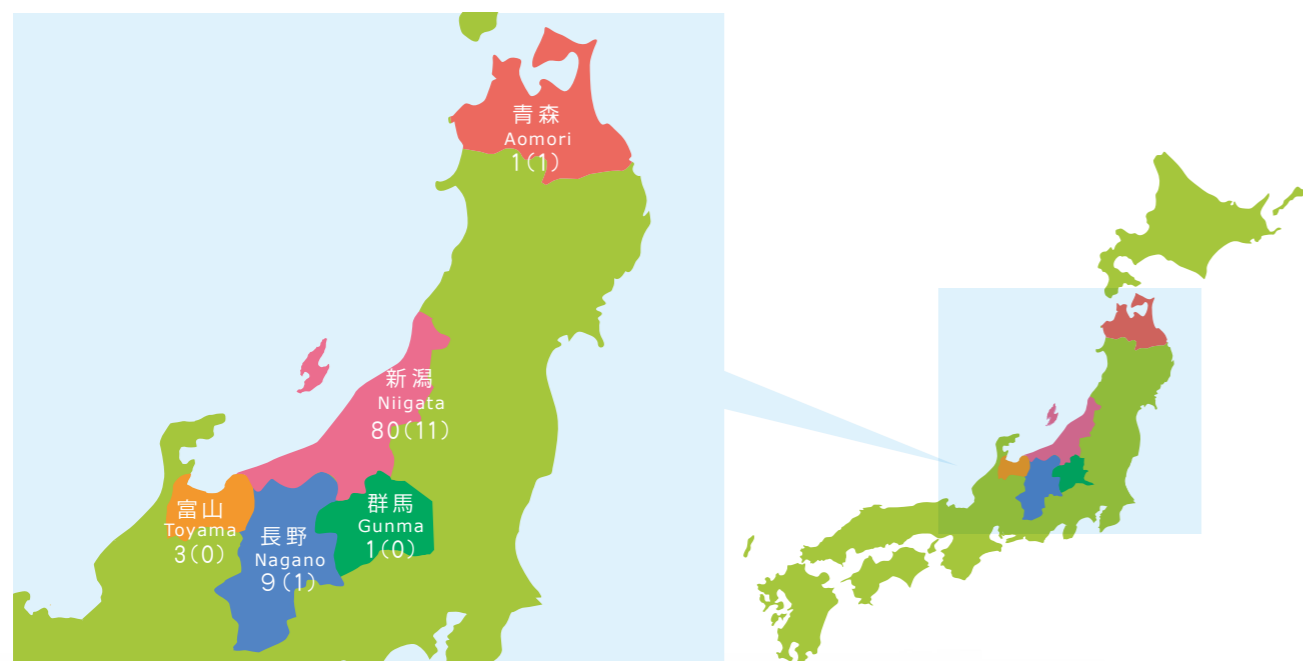 青森
Aomori
1(1)
新潟
Niigata
80(11)
富山
Toyama
3(0)
長野
Nagano
9(1)
群馬
Gunma
1(0)